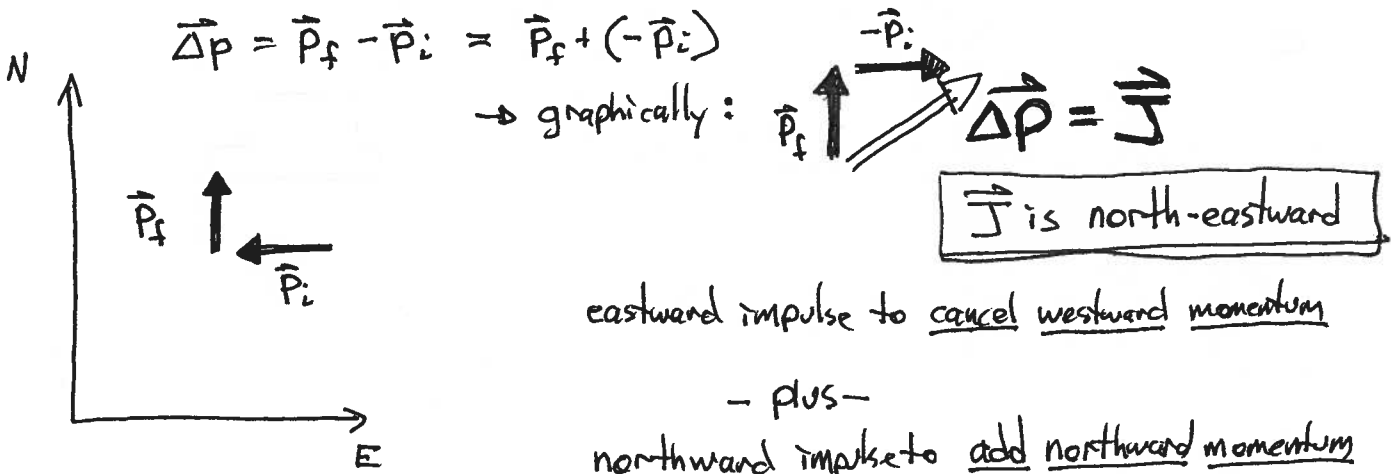 Δp⃗ = p⃗f - p⃗i = p⃗f + (-p⃗i)
N
→ graphically:
-p⃗i
p⃗f
Δp⃗ = J⃗
p⃗f
p⃗i
E
J⃗ is north-eastward
eastward impulse to cancel westward momentum
- plus -
northward impulse to add northward momentum